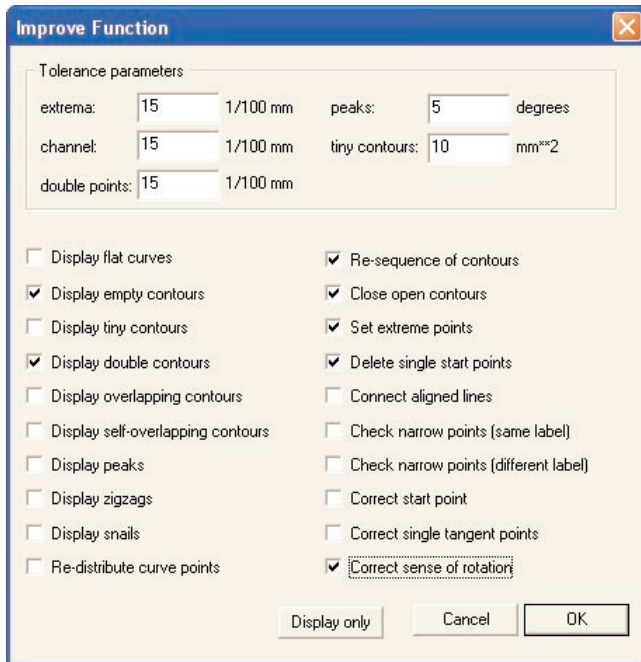 Improve Function
Tolerance parameters
extrema: 15 1/100 mm peaks: 5 degrees
channel: 15 1/100 mm tiny contours: 10 mm**2
double points: 15 1/100 mm
Display flat curves
Display empty contours
Display tiny contours
Display double contours
Display overlapping contours
Display self-overlapping contours
Display peaks
Display zigzags
Display snails
Re-distribute curve points
Re-sequence of contours
Close open contours
Set extreme points
Delete single start points
Connect aligned lines
Check narrow points (same label)
Check narrow points (different label)
Correct start point
Correct single tangent points
Correct sense of rotation
Display only Cancel OK